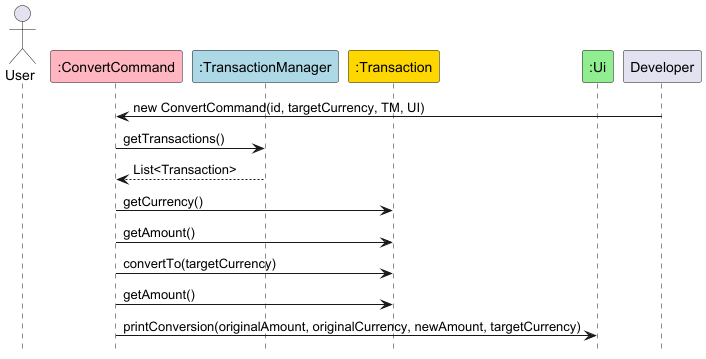 User
:ConvertCommand
:TransactionManager
:Transaction
:Ui
Developer
new ConvertCommand(id, targetCurrency, TM, UI)
getTransactions()
List<Transaction>
getCurrency()
getAmount()
convertTo(targetCurrency)
getAmount()
printConversion(originalAmount, originalCurrency, newAmount, targetCurrency)